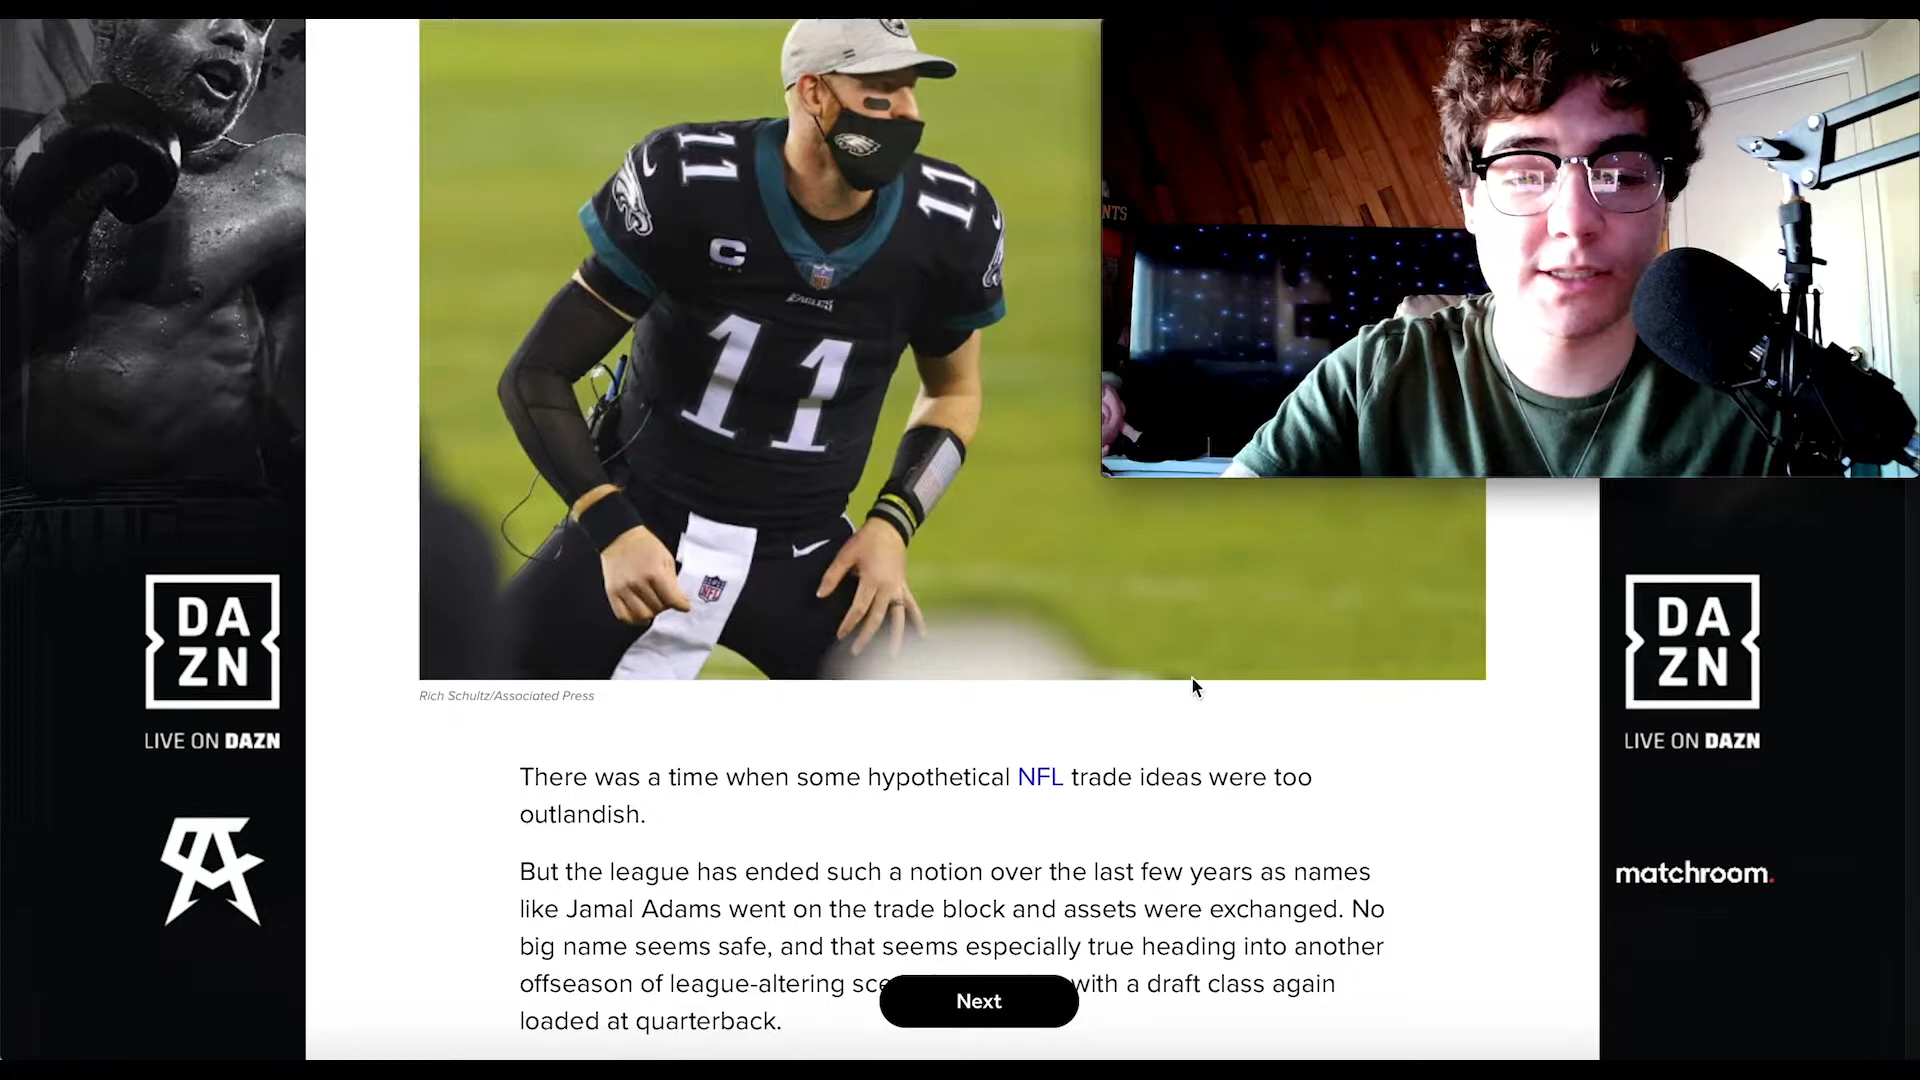 11
11
C
EAGLES
11
NFL
ANTS
DA
ZN
LIVE ON DAZN
DA
ZN
LIVE ON DAZN
matchroom.
Rich Schultz/Associated Press
There was a time when some hypothetical NFL trade ideas were too
outlandish.
But the league has ended such a notion over the last few years as names
like Jamal Adams went on the trade block and assets were exchanged. No
big name seems safe, and that seems especially true heading into another
offseason of league-altering with a draft class again
loaded at quarterback.
Next